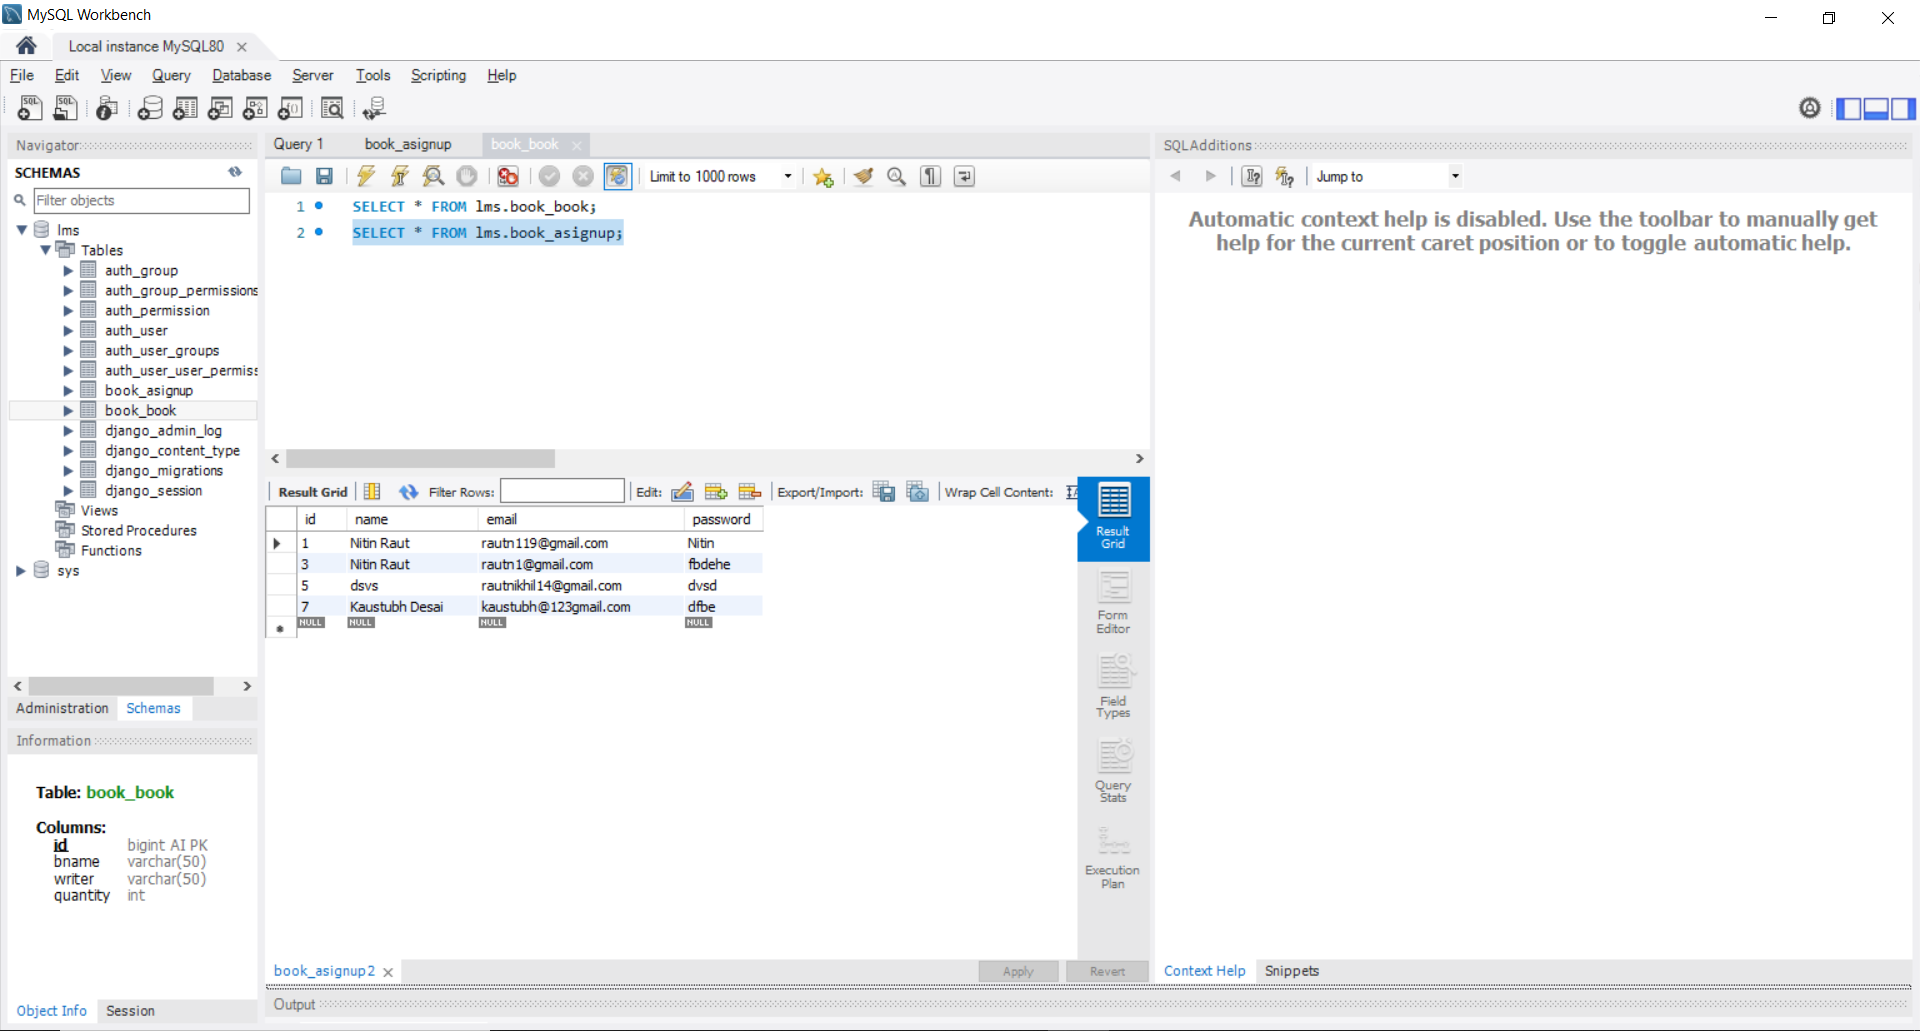 MySQL Workbench
Local instance MySQL80
File Edit View Query Database Server Tools Scripting Help
Navigator
SCHEMAS
Filter objects
lms
Tables
auth_group
auth_group_permissions
auth_permission
auth_user
auth_user_groups
auth_user_user_permiss
book_asignup
book_book
django_admin_log
django_content_type
django_migrations
django_session
Views
Stored Procedures
Functions
sys
Administration Schemas
Information
Table: book_book
Columns:
id bigint AI PK
bname varchar(50)
writer varchar(50)
quantity int
Object Info Session
Query 1 book_asignup book_book
Limit to 1000 rows
1 SELECT * FROM lms.book_book;
2 SELECT * FROM lms.book_asignup;
Result Grid Filter Rows: Edit: Export/Import: Wrap Cell Content:
id name email password
1 Nitin Raut rautn119@gmail.com Nitin
3 Nitin Raut rautn1@gmail.com fbdehe
5 dsvs rautnikhil14@gmail.com dvsd
7 Kaustubh Desai kaustubh@123gmail.com dfbe
NULL NULL NULL NULL
Result
Grid
Form
Editor
Field
Types
Query
Stats
Execution
Plan
book_asignup2 Apply Revert
Output
SQLAdditions
Jump to
Automatic context help is disabled. Use the toolbar to manually get
help for the current caret position or to toggle automatic help.
Context Help Snippets